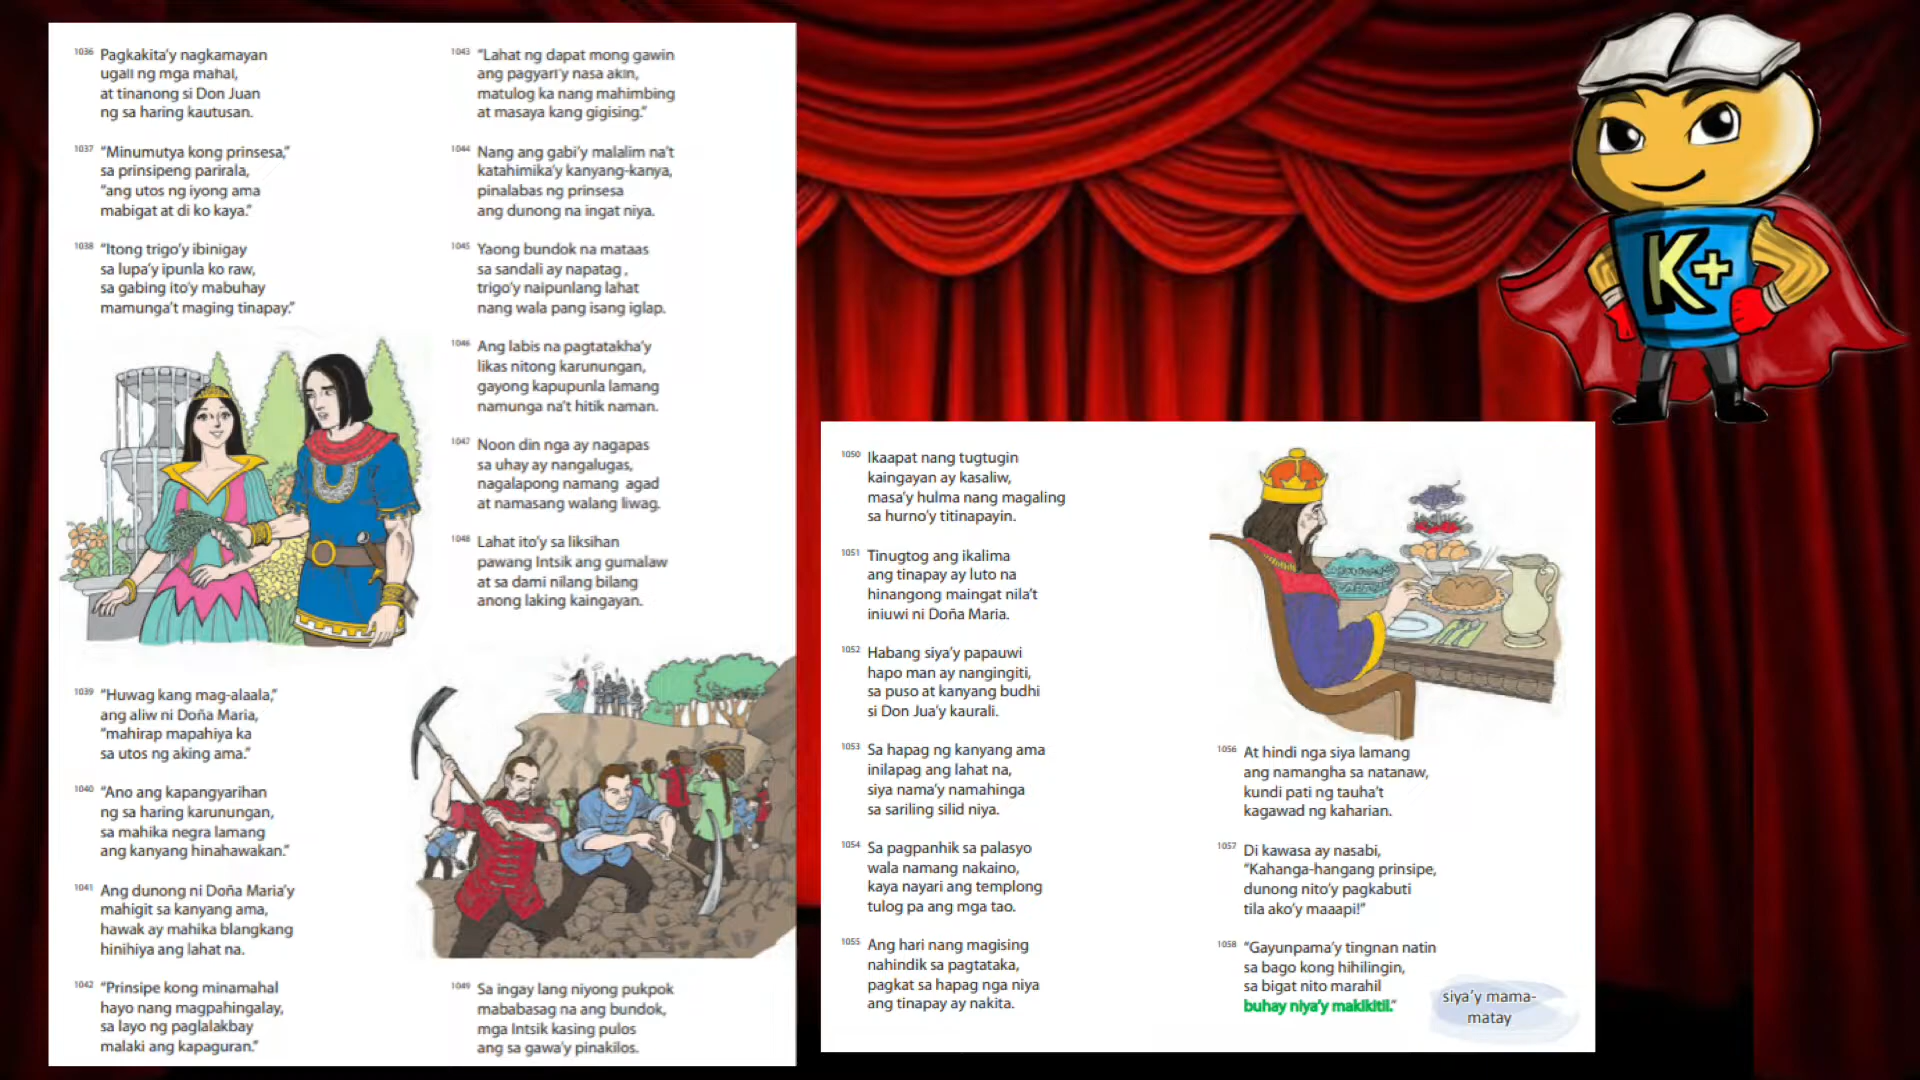 1036 Pagkakita'y nagkamayan
ugali ng mga mahal,
at tinanong si Don Juan
ng sa haring kautusan.
1037 "Minumutya kong prinsesa,"
sa prinsipeng parirala,
"ang utos ng iyong ama
mabigat at di ko kaya."
1038 "Itong trigo'y ibinigay
sa lupa'y ipunla ko raw,
sa gabing ito'y mabuhay
mamunga't maging tinapay."
1039 "Huwag kang mag-alaala,"
ang aliw ni Doña Maria,
"mahirap mapahiya ka
sa utos ng aking ama."
1040 "Ano ang kapangyarihan
ng sa haring karunungan,
sa mahika negra lamang
ang kanyang hinahawakan."
1041 Ang dunong ni Doña Maria'y
mahigit sa kanyang ama,
hawak ay mahika blangkang
hinihiya ang lahat na.
1042 "Prinsipe kong minamahal
hayo nang magpahingalay,
sa layo ng paglalakbay
malaki ang kapaguran."
1043 "Lahat ng dapat mong gawin
ang pagyari'y nasa akin,
matulog ka nang mahimbing
at masaya kang gigising."
1044 Nang ang gabi'y malalim na't
katahimika'y kanyang-kanya,
pinalabas ng prinsesa
ang dunong na ingat niya.
1045 Yaong bundok na mataas
sa sandali ay napatag,
trigo'y naipunlang lahat
nang wala pang isang iglap.
1046 Ang labis na pagtatakha'y
likas nitong karunungan,
gayong kapupunla lamang
namunga na't hitik naman.
1047 Noon din nga ay nagapas
sa uhay ay nangalugas,
nagalapong namang agad
at namasang walang liwag.
1048 Lahat ito'y sa liksihan
pawang Intsik ang gumalaw
at sa dami nilang bilang
anong laking kaingayan.
1049 Sa ingay lang niyong pukpok
mababasag na ang bundok,
mga Intsik kasing pulos
ang sa gawa'y pinakilos.
1050 Ikaapat nang tugtugin
kaingayan ay kasaliw,
masa'y hulma nang magaling
sa hurno'y titinapayin.
1051 Tinugtog ang ikalima
ang tinapay ay luto na
hinangong maingat nila't
iniuwi ni Doña Maria.
1052 Habang siya'y papauwi
hapo man ay nangingiti,
sa puso at kanyang budhi
si Don Jua'y kaurali.
1053 Sa hapag ng kanyang ama
inilapag ang lahat na,
siya nama'y namahinga
sa sariling silid niya.
1054 Sa pagpanhik sa palasyo
wala namang nakaino,
kaya nayari ang templong
tulog pa ang mga tao.
1055 Ang hari nang magising
nahindik sa pagtataka,
pagkat sa hapag nga niya
ang tinapay ay nakita.
1056 At hindi nga siya lamang
ang namangha sa natanaw,
kundi pati ng tauha't
kagawad ng kaharian.
1057 Di kawasa ay nasabi,
"Kahanga-hangang prinsipe,
dunong nito'y pagkabuti
tila ako'y maaapi!"
1058 "Gayunpama'y tingnan natin
sa bago kong hihilingin,
sa bigat nito marahil
buhay niya'y makikitil."
siya'y mama-
matay
K+